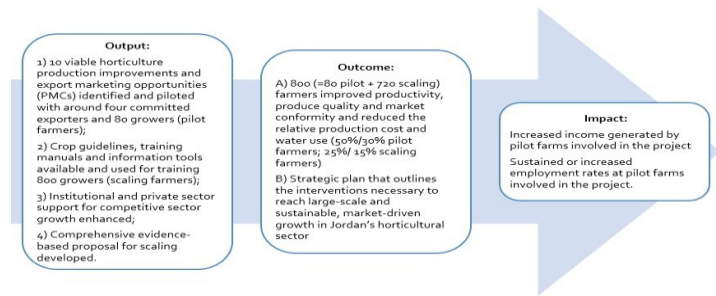 Output:
1) 10 viable horticulture
production improvements and
export marketing opportunities
(PMCs) identified and piloted
with around four committed
exporters and 80 growers (pilot
farmers);
2) Crop guidelines, training
manuals and information tools
available and used for training
800 growers (scaling farmers);
3) Institutional and private sector
support for competitive sector
growth enhanced;
4) Comprehensive evidence-
based proposal for scaling
developed.
Outcome:
A) 800 (=80 pilot + 720 scaling)
farmers improved productivity,
produce quality and market
conformity and reduced the
relative production cost and
water use (50%/30% pilot
farmers; 25%/ 15% scaling
farmers)
B) Strategic plan that outlines
the interventions necessary to
reach large-scale and
sustainable, market-driven
growth in Jordan's horticultural
sector
Impact:
Increased income generated by
pilot farms involved in the project
Sustained or increased
employment rates at pilot farms
involved in the project.